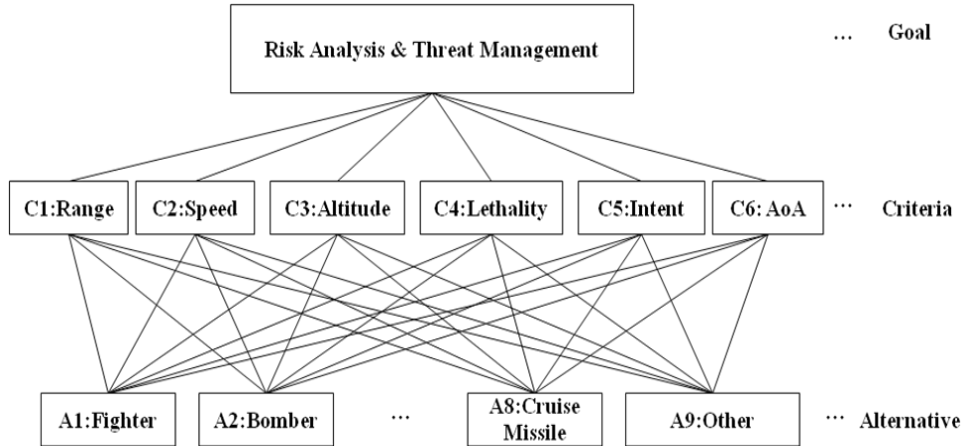 Risk Analysis & Threat Management
… Goal
C1:Range C2:Speed C3:Altitude C4:Lethality C5:Intent C6: AoA … Criteria
A1:Fighter A2:Bomber … A8:Cruise
Missile A9:Other … Alternative